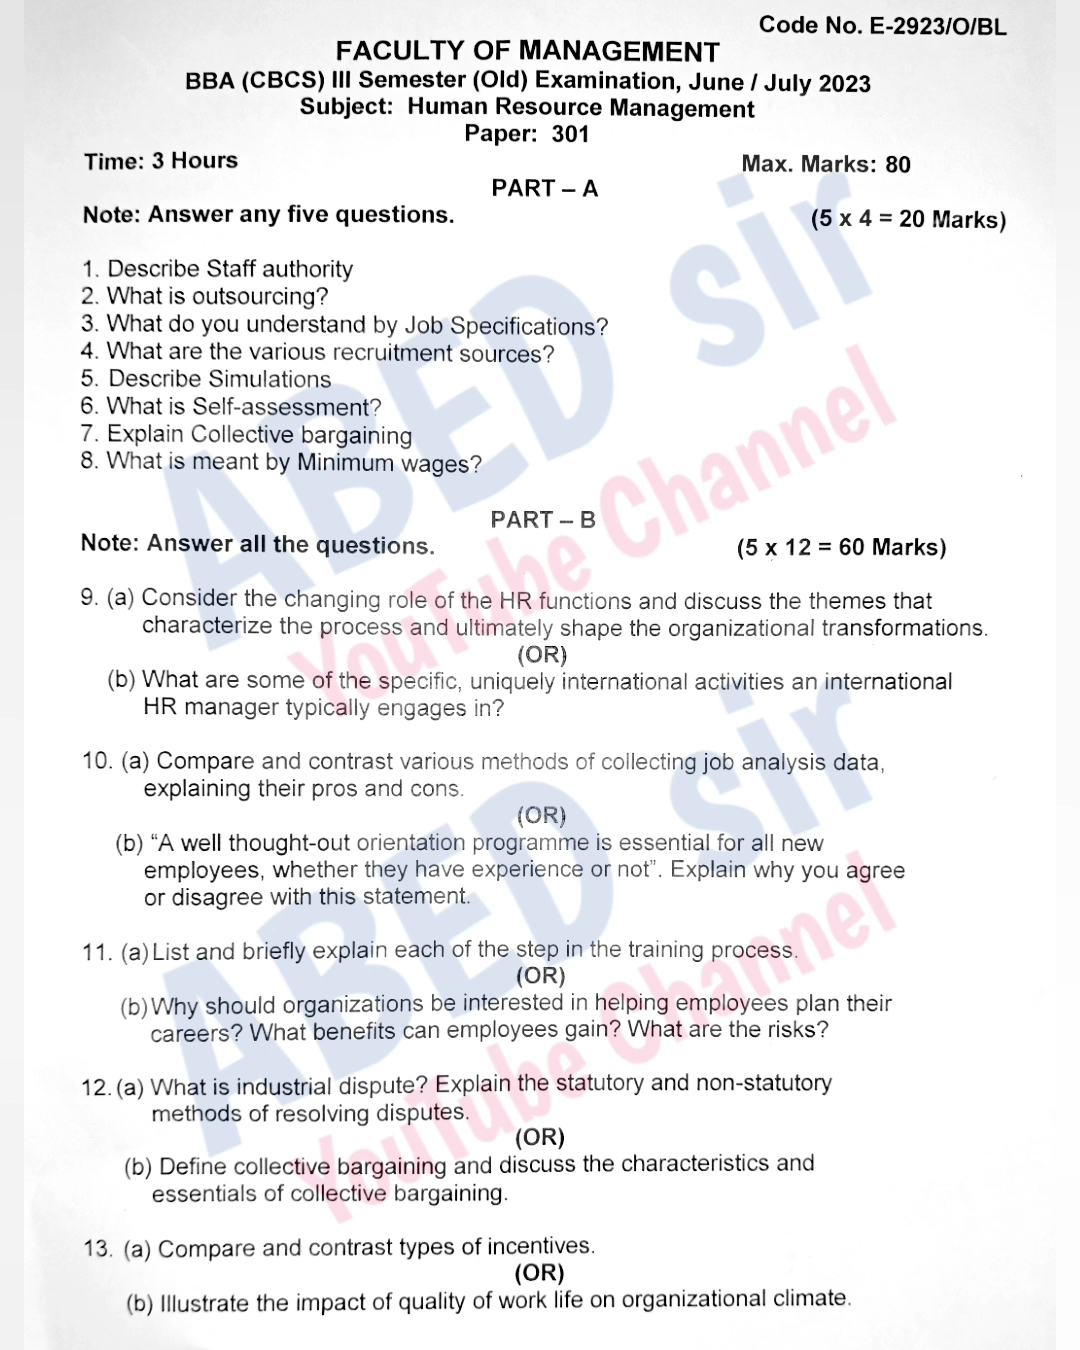 Code No. E-2923/O/BL
FACULTY OF MANAGEMENT
BBA (CBCS) III Semester (Old) Examination, June / July 2023
Subject: Human Resource Management
Paper: 301
Time: 3 Hours
Max. Marks: 80
PART – A
Note: Answer any five questions.
(5 x 4 = 20 Marks)
1. Describe Staff authority
2. What is outsourcing?
3. What do you understand by Job Specifications?
4. What are the various recruitment sources?
5. Describe Simulations
6. What is Self-assessment?
7. Explain Collective bargaining
8. What is meant by Minimum wages?
PART – B
Note: Answer all the questions.
(5 x 12 = 60 Marks)
9. (a) Consider the changing role of the HR functions and discuss the themes that
characterize the process and ultimately shape the organizational transformations.
(OR)
(b) What are some of the specific, uniquely international activities an international
HR manager typically engages in?
10. (a) Compare and contrast various methods of collecting job analysis data,
explaining their pros and cons.
(OR)
(b) “A well thought-out orientation programme is essential for all new
employees, whether they have experience or not”. Explain why you agree
or disagree with this statement.
11. (a) List and briefly explain each of the step in the training process.
(OR)
(b) Why should organizations be interested in helping employees plan their
careers? What benefits can employees gain? What are the risks?
12. (a) What is industrial dispute? Explain the statutory and non-statutory
methods of resolving disputes.
(OR)
(b) Define collective bargaining and discuss the characteristics and
essentials of collective bargaining.
13. (a) Compare and contrast types of incentives.
(OR)
(b) Illustrate the impact of quality of work life on organizational climate.
ABED sir
YouTube Channel
ABED sir
YouTube Channel